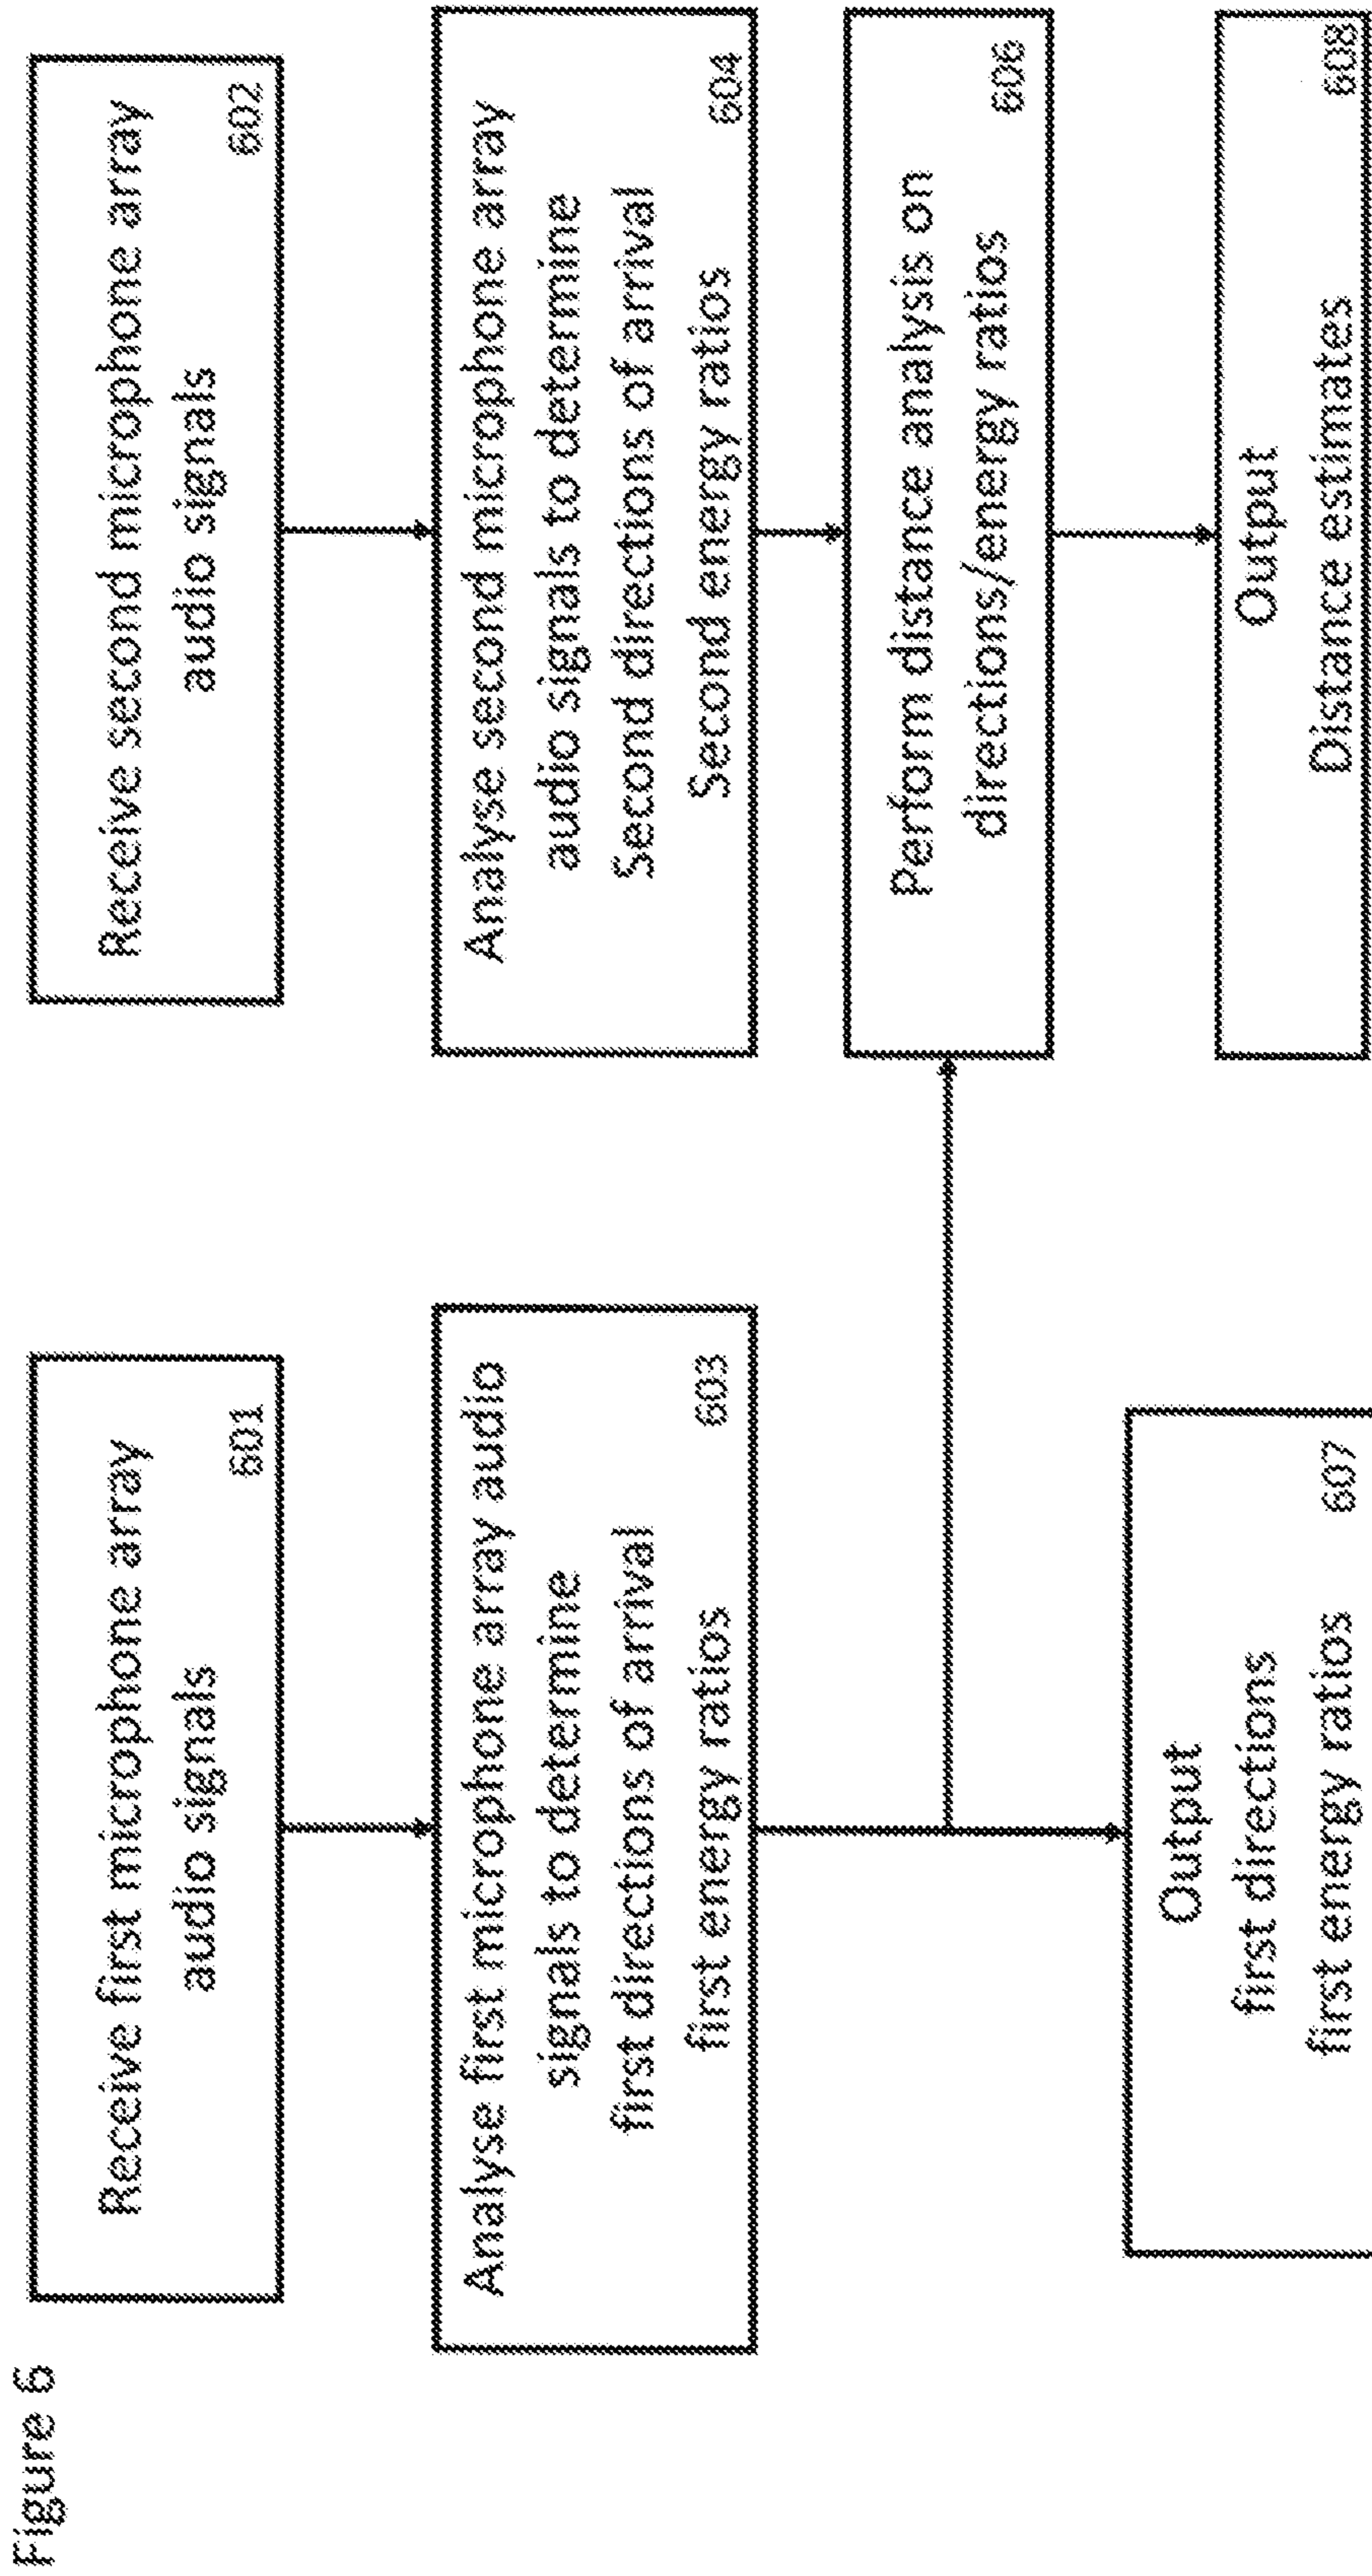 Figure 6
Receive first microphone array
audio signals
601
Receive second microphone array
audio signals
602
Analyse first microphone array audio
signals to determine
first directions of arrival
first energy ratios
603
Analyse second microphone array
audio signals to determine
Second directions of arrival
Second energy ratios
604
Perform distance analysis on
directions/energy ratios
606
Output
first directions
first energy ratios
607
Output
Distance estimates
608